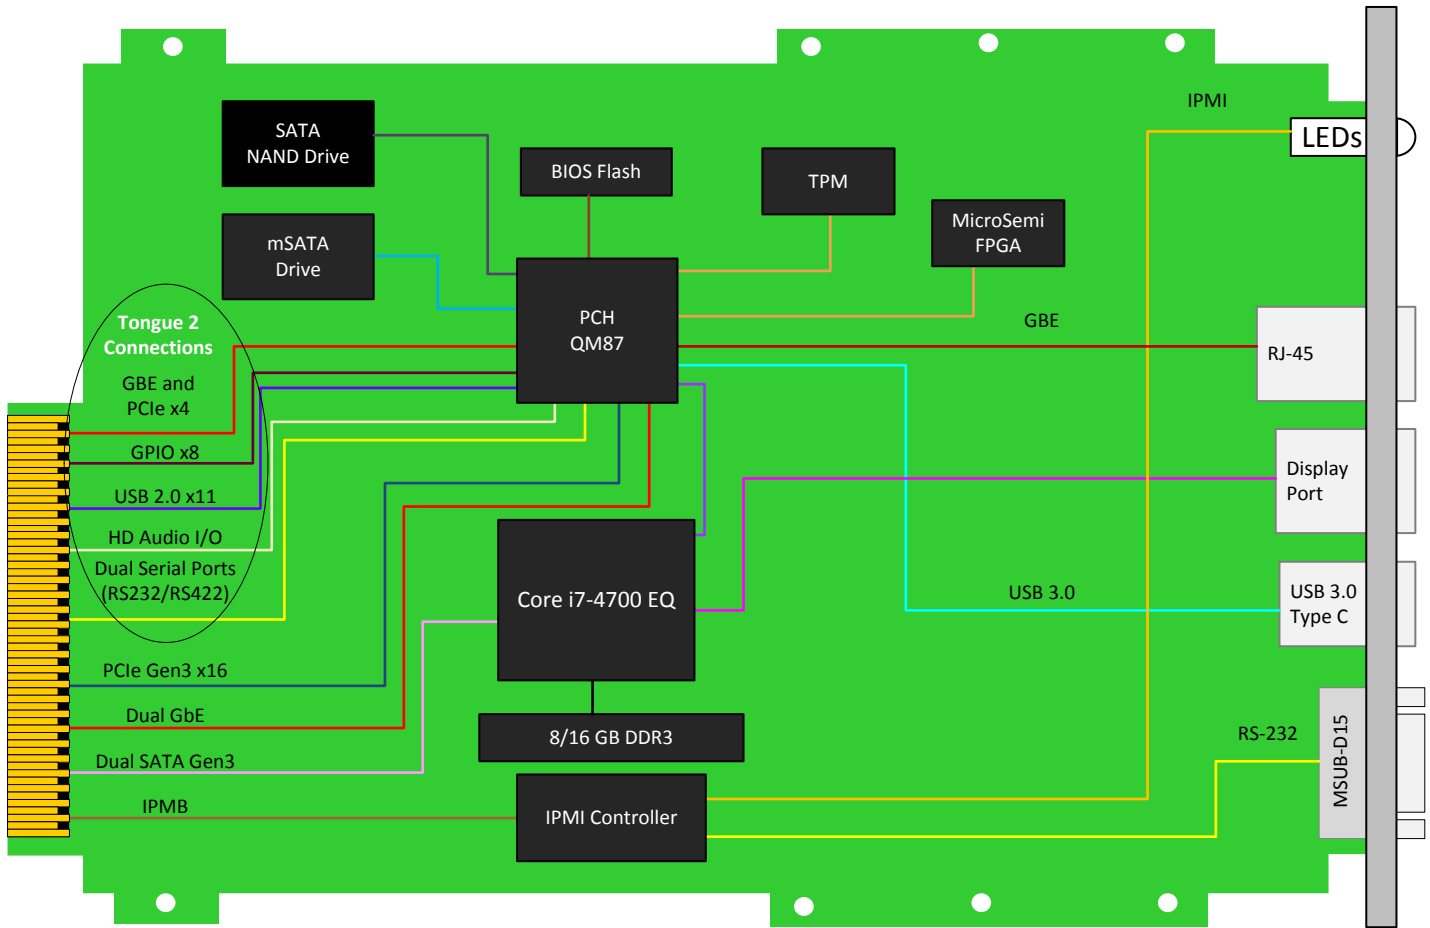 IPMI
LEDs
SATA
NAND Drive
BIOS Flash
TPM
MicroSemi
FPGA
mSATA
Drive
PCH
QM87
GBE
RJ-45
Tongue 2
Connections
GBE and
PCIe x4
GPIO x8
USB 2.0 x11
HD Audio I/O
Dual Serial Ports
(RS232/RS422)
Display
Port
Core i7-4700 EQ
USB 3.0
USB 3.0
Type C
PCIe Gen3 x16
Dual GbE
Dual SATA Gen3
8/16 GB DDR3
RS-232
MSUB-D15
IPMB
IPMI Controller